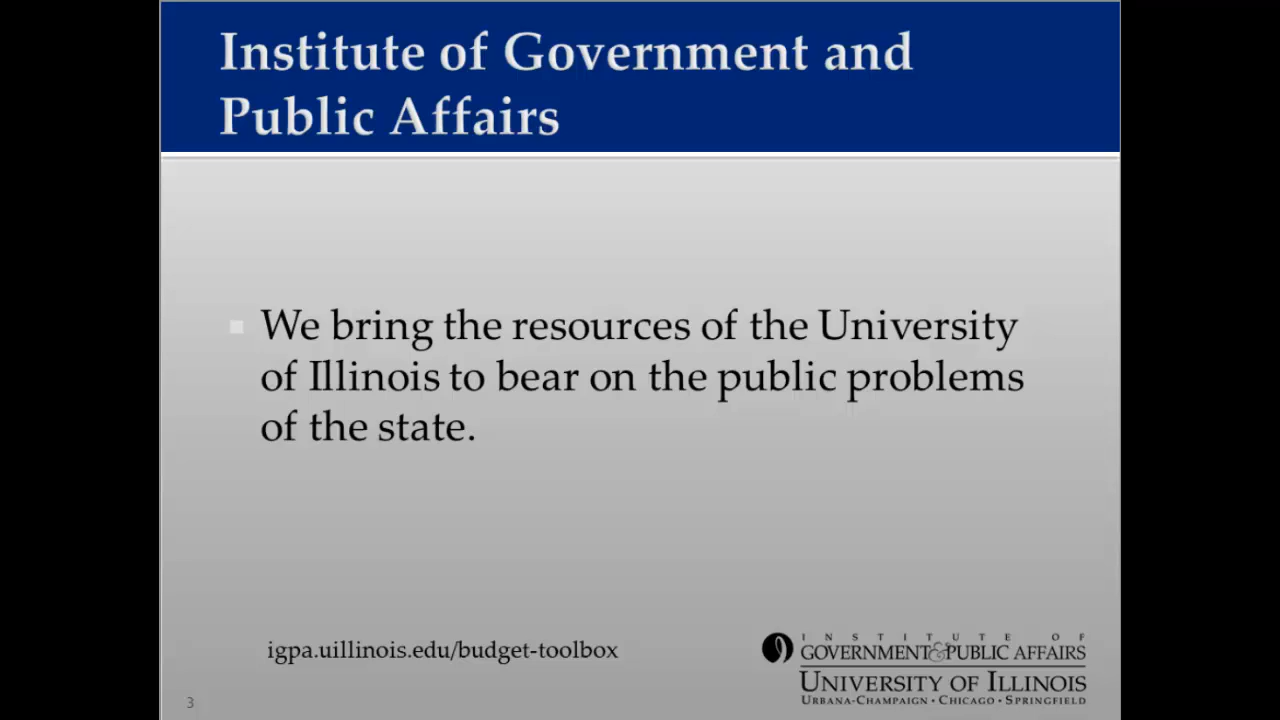 Institute of Government and
Public Affairs
We bring the resources of the University
of Illinois to bear on the public problems
of the state.
igpa.uillinois.edu/budget-toolbox
INSTITUTE OF
GOVERNMENT & PUBLIC AFFAIRS
UNIVERSITY OF ILLINOIS
URBANA-CHAMPAIGN • CHICAGO • SPRINGFIELD
3